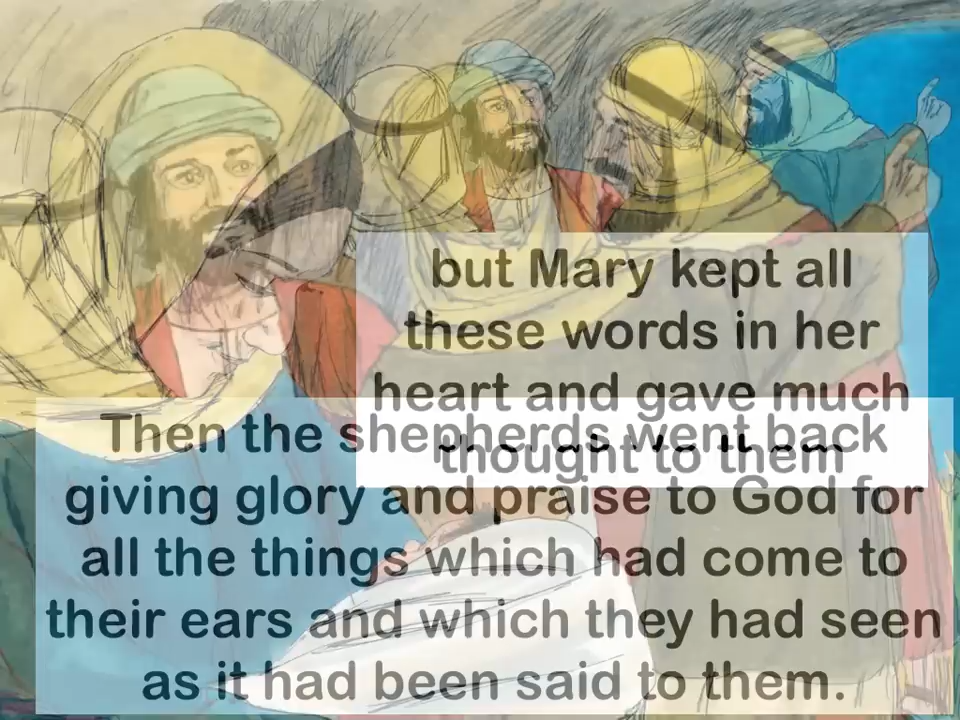 but Mary kept all
these words in her
heart and gave much
thought to them
Then the shepherds went back
giving glory and praise to God for
all the things which had come to
their ears and which they had seen
as it had been said to them.